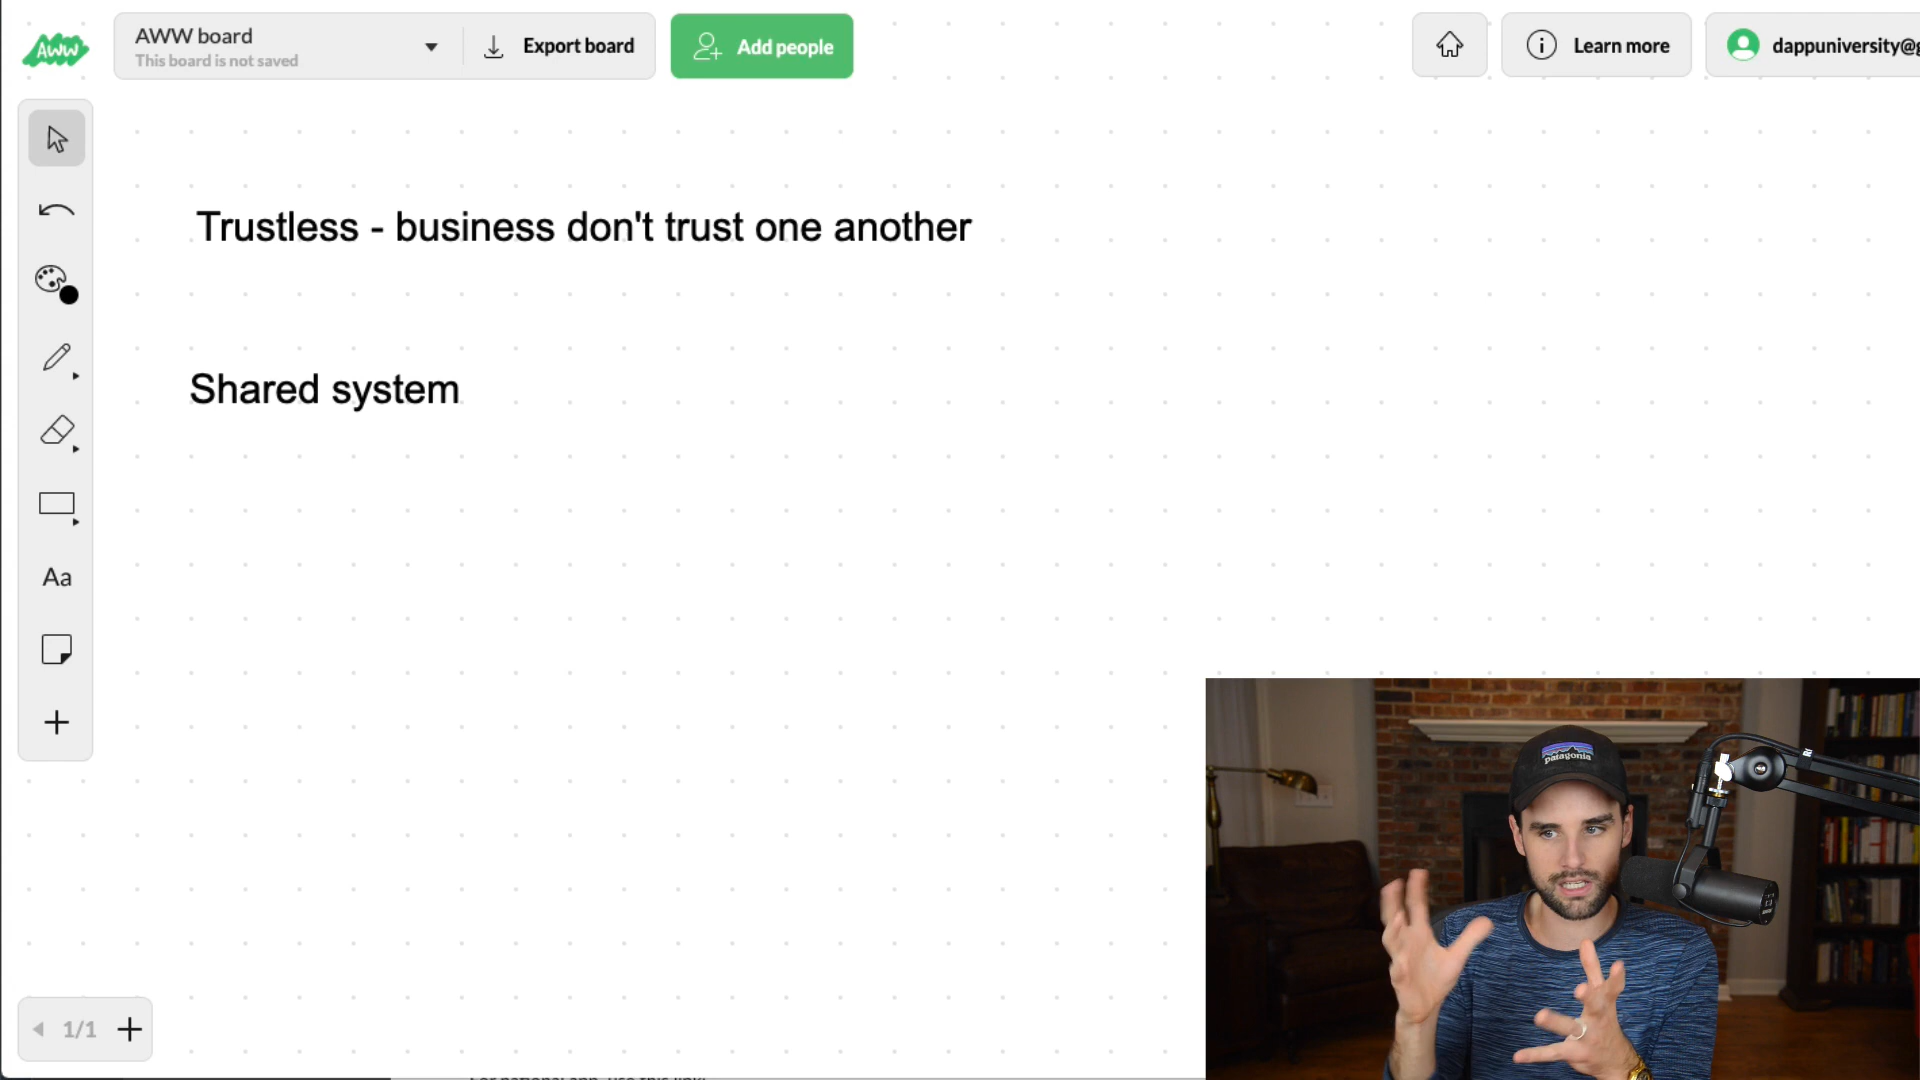 AWW
AWW board
This board is not saved
Export board
Add people
Learn more
dappuniversity@g
Trustless - business don't trust one another
Shared system
Aa
1/1
patagonia